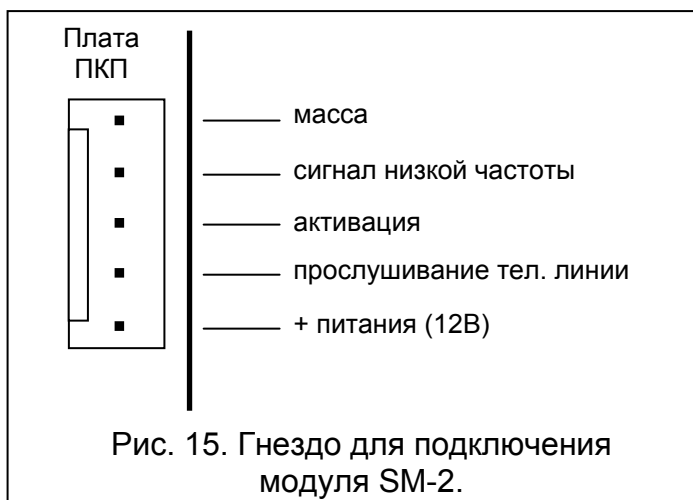 Плата
ПКП
масса
сигнал низкой частоты
активация
прослушивание тел. линии
+ питания (12В)
Рис. 15. Гнездо для подключения
модуля SM-2.